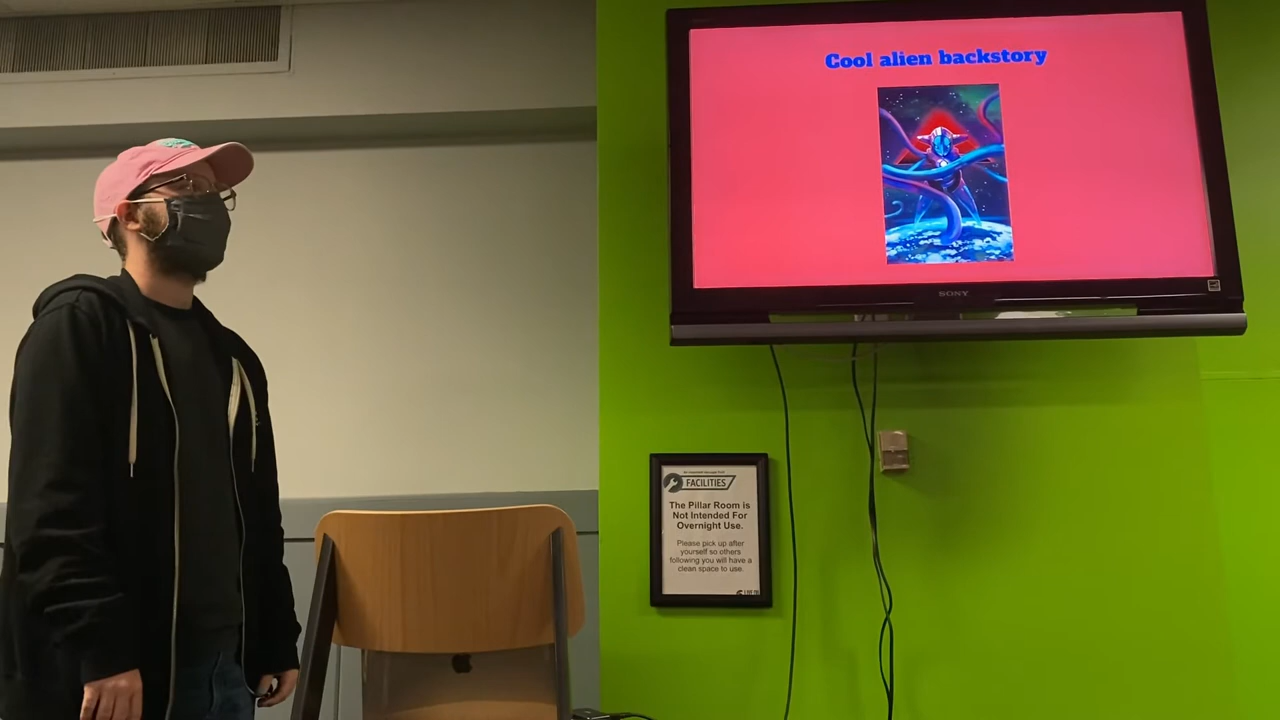 Cool alien backstory
SONY
FACILITIES
The Pillar Room is
Not Intended For
Overnight Use.
Please pick up after
yourself so others
following you will have a
clean space to use.